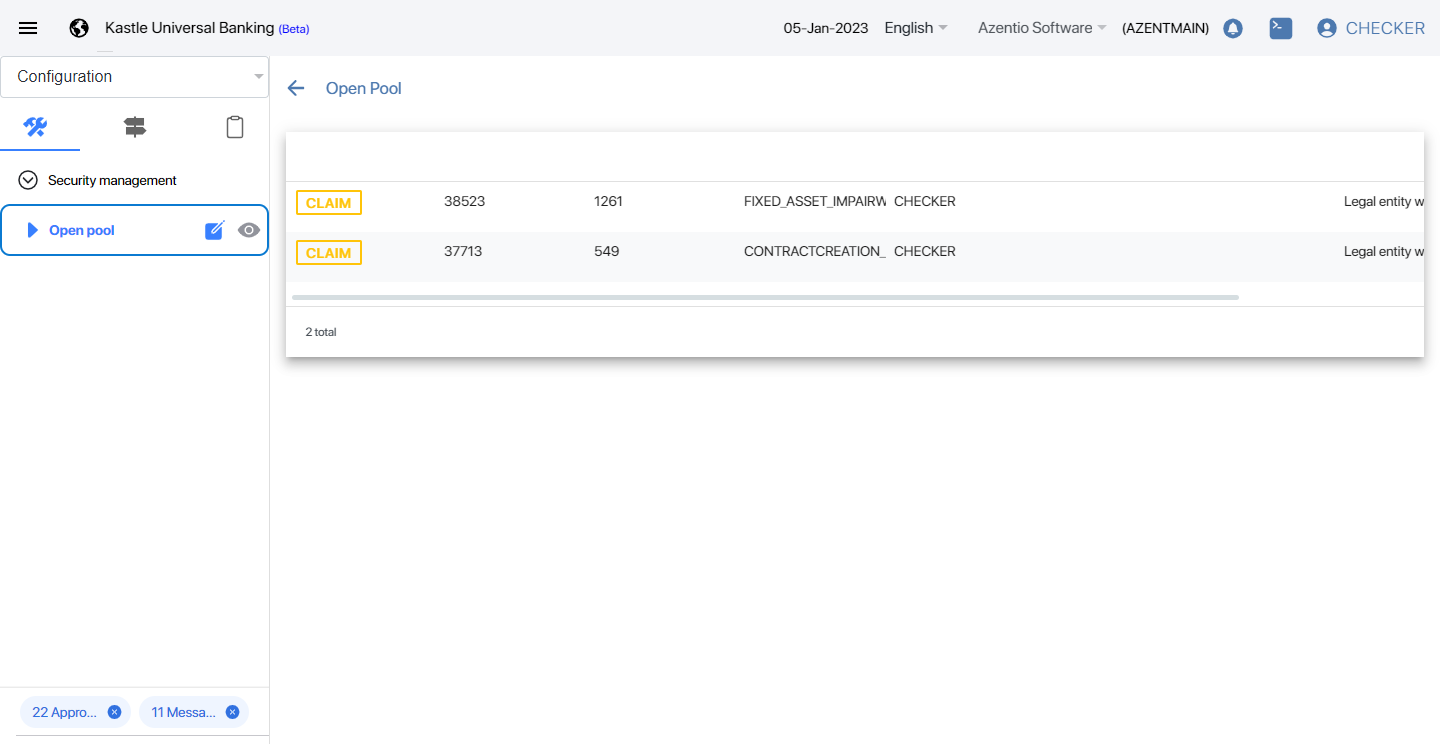 Kastle Universal Banking (Beta)
05-Jan-2023 English Azentio Software (AZENTMAIN) CHECKER
Configuration
Open Pool
Security management
Open pool
CLAIM 38523 1261 FIXED_ASSET_IMPAIRW CHECKER Legal entity w
CLAIM 37713 549 CONTRACTCREATION_ CHECKER Legal entity w
2 total
22 Appro... 11 Messa...